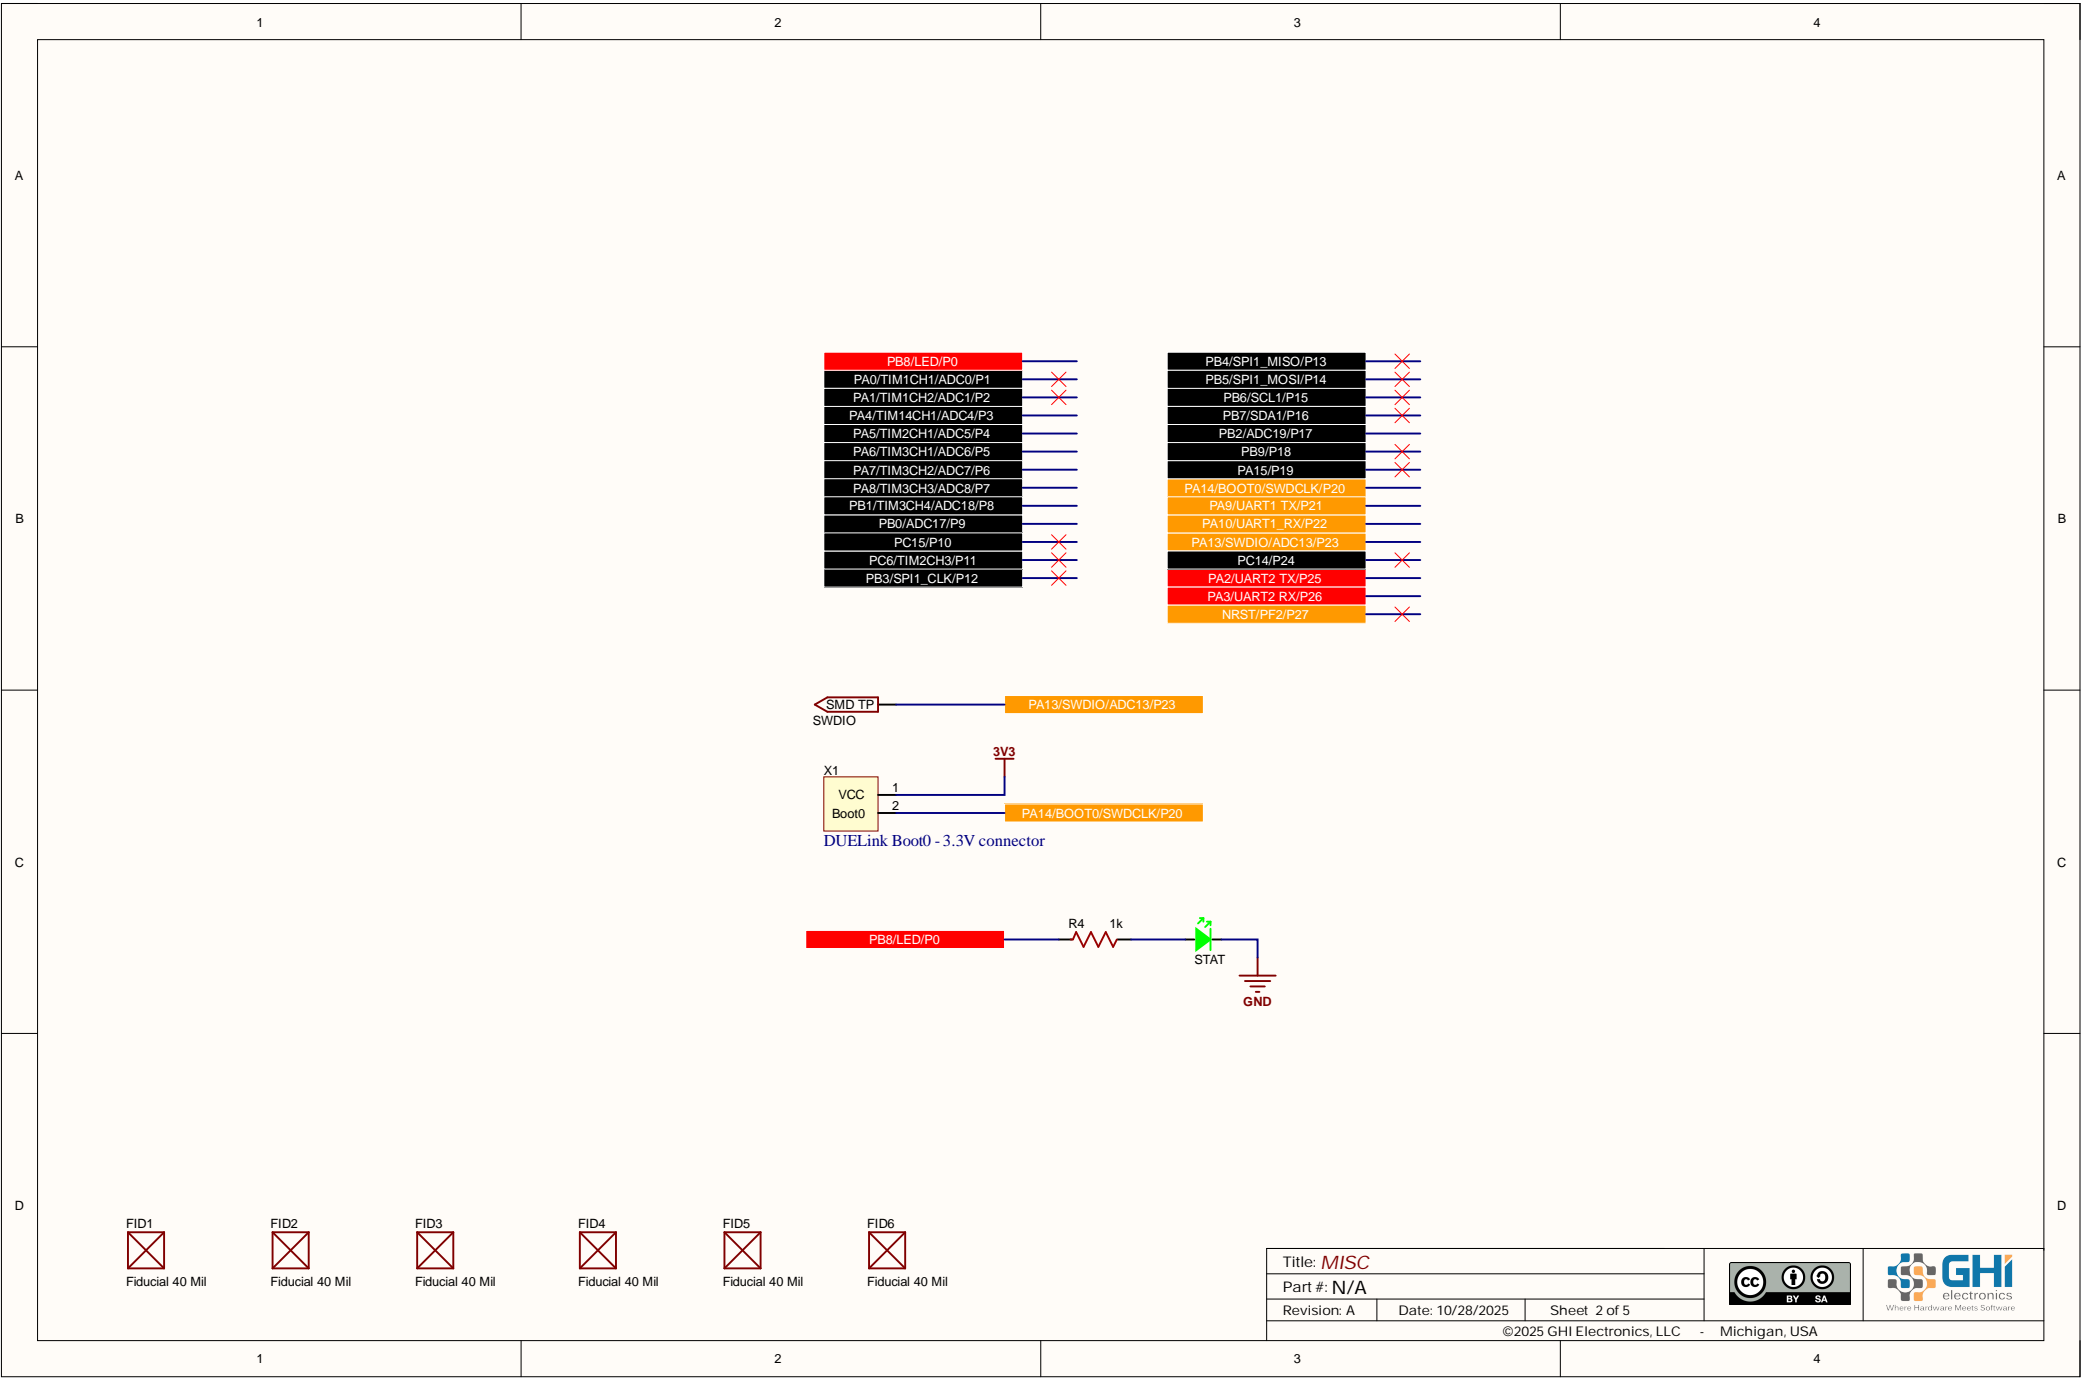 1 2 3 4
A A
PB8/LED/P0
PA0/TIM1CH1/ADC0/P1
PA1/TIM1CH2/ADC1/P2
PA4/TIM14CH1/ADC4/P3
PA5/TIM2CH1/ADC5/P4
PA6/TIM3CH1/ADC6/P5
PA7/TIM3CH2/ADC7/P6
PA8/TIM3CH3/ADC8/P7
PB1/TIM3CH4/ADC18/P8
PB0/ADC17/P9
PC15/P10
PC6/TIM2CH3/P11
PB3/SPI1_CLK/P12
PB4/SPI1_MISO/P13
PB5/SPI1_MOSI/P14
PB6/SCL1/P15
PB7/SDA1/P16
PB2/ADC19/P17
PB9/P18
PA15/P19
PA14/BOOT0/SWDCLK/P20
PA9/UART1 TX/P21
PA10/UART1_RX/P22
PA13/SWDIO/ADC13/P23
PC14/P24
PA2/UART2 TX/P25
PA3/UART2 RX/P26
NRST/PF2/P27
B B
SMD TP
SWDIO
PA13/SWDIO/ADC13/P23
3V3
X1
VCC 1
Boot0 2
PA14/BOOT0/SWDCLK/P20
DUELink Boot0 - 3.3V connector
C C
PB8/LED/P0
R4 1k
STAT
GND
D D
FID1 FID2 FID3 FID4 FID5 FID6
Fiducial 40 Mil Fiducial 40 Mil Fiducial 40 Mil Fiducial 40 Mil Fiducial 40 Mil Fiducial 40 Mil
Title: MISC
Part #: N/A
Revision: A Date: 10/28/2025 Sheet 2 of 5
©2025 GHI Electronics, LLC - Michigan, USA
cc BY SA
GHI
electronics
Where Hardware Meets Software
1 2 3 4